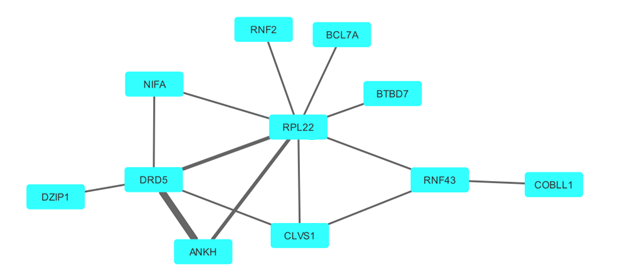 RNF2
BCL7A
NIFA
BTBD7
RPL22
DRD5
RNF43
COBLL1
DZIP1
CLVS1
ANKH